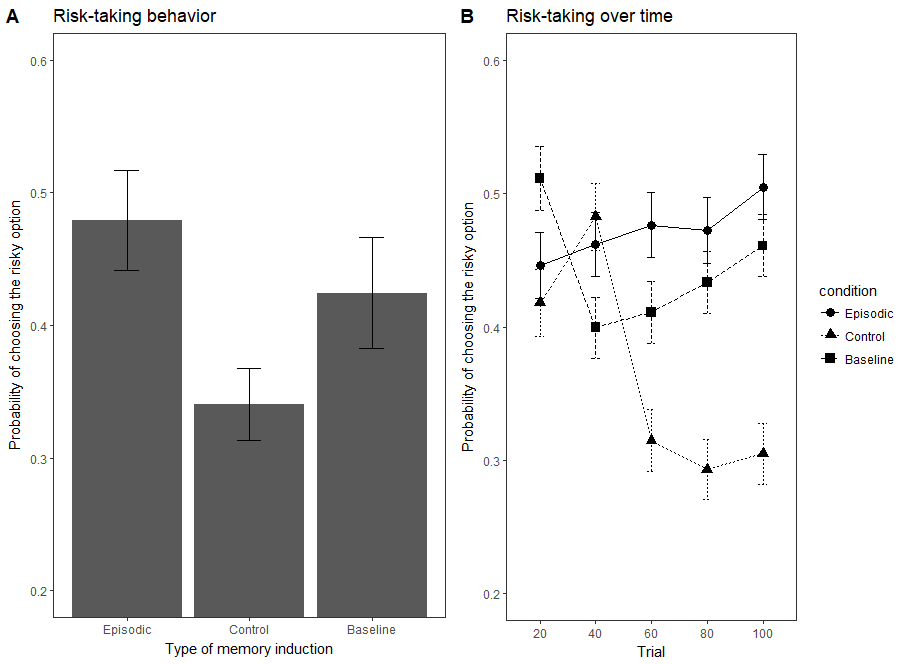 A
Risk-taking behavior
Probability of choosing the risky option
0.6
0.5
0.4
0.3
0.2
Episodic
Control
Baseline
Type of memory induction
B
Risk-taking over time
Probability of choosing the risky option
0.6
0.5
0.4
0.3
0.2
20
40
60
80
100
Trial
condition
Episodic
Control
Baseline